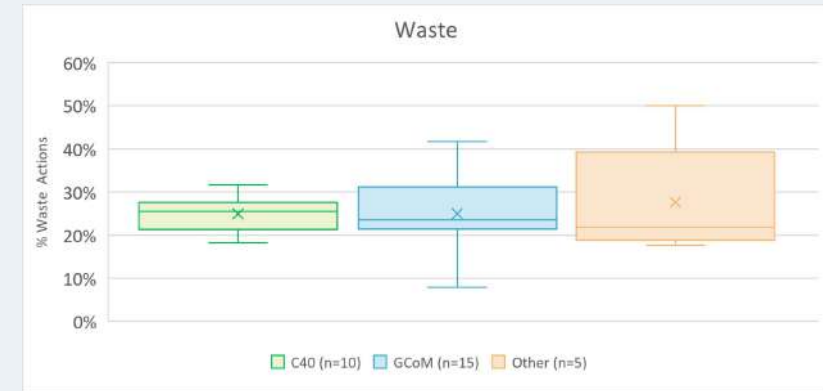 Waste
60%
50%
40%
30%
20%
10%
0%
% Waste Actions
C40 (n=10) GCoM (n=15) Other (n=5)